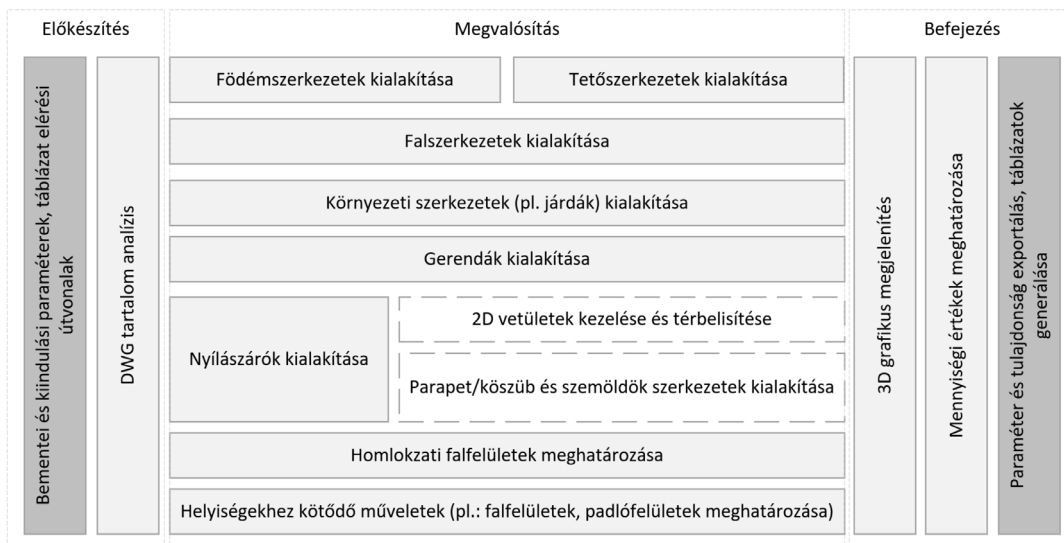 Előkészítés
Megvalósítás
Befejezés
Bementei és kiindulási paraméterek, táblázat elérési
útvonalak
DWG tartalom analízis
Födémszerkezetek kialakítása
Tetőszerkezetek kialakítása
Falszerkezetek kialakítása
Környezeti szerkezetek (pl. járdák) kialakítása
Gerendák kialakítása
Nyílászárók kialakítása
2D vetületek kezelése és térbelisítése
Parapet/köszüb és szemöldök szerkezetek kialakítása
Homlokzati falfelületek meghatározása
Helyiségekhez kötődő műveletek (pl.: falfelületek, padlófelületek meghatározása)
3D grafikus megjelenítés
Mennyiségi értékek meghatározása
Paraméter és tulajdonság exportálás, táblázatok
generálása